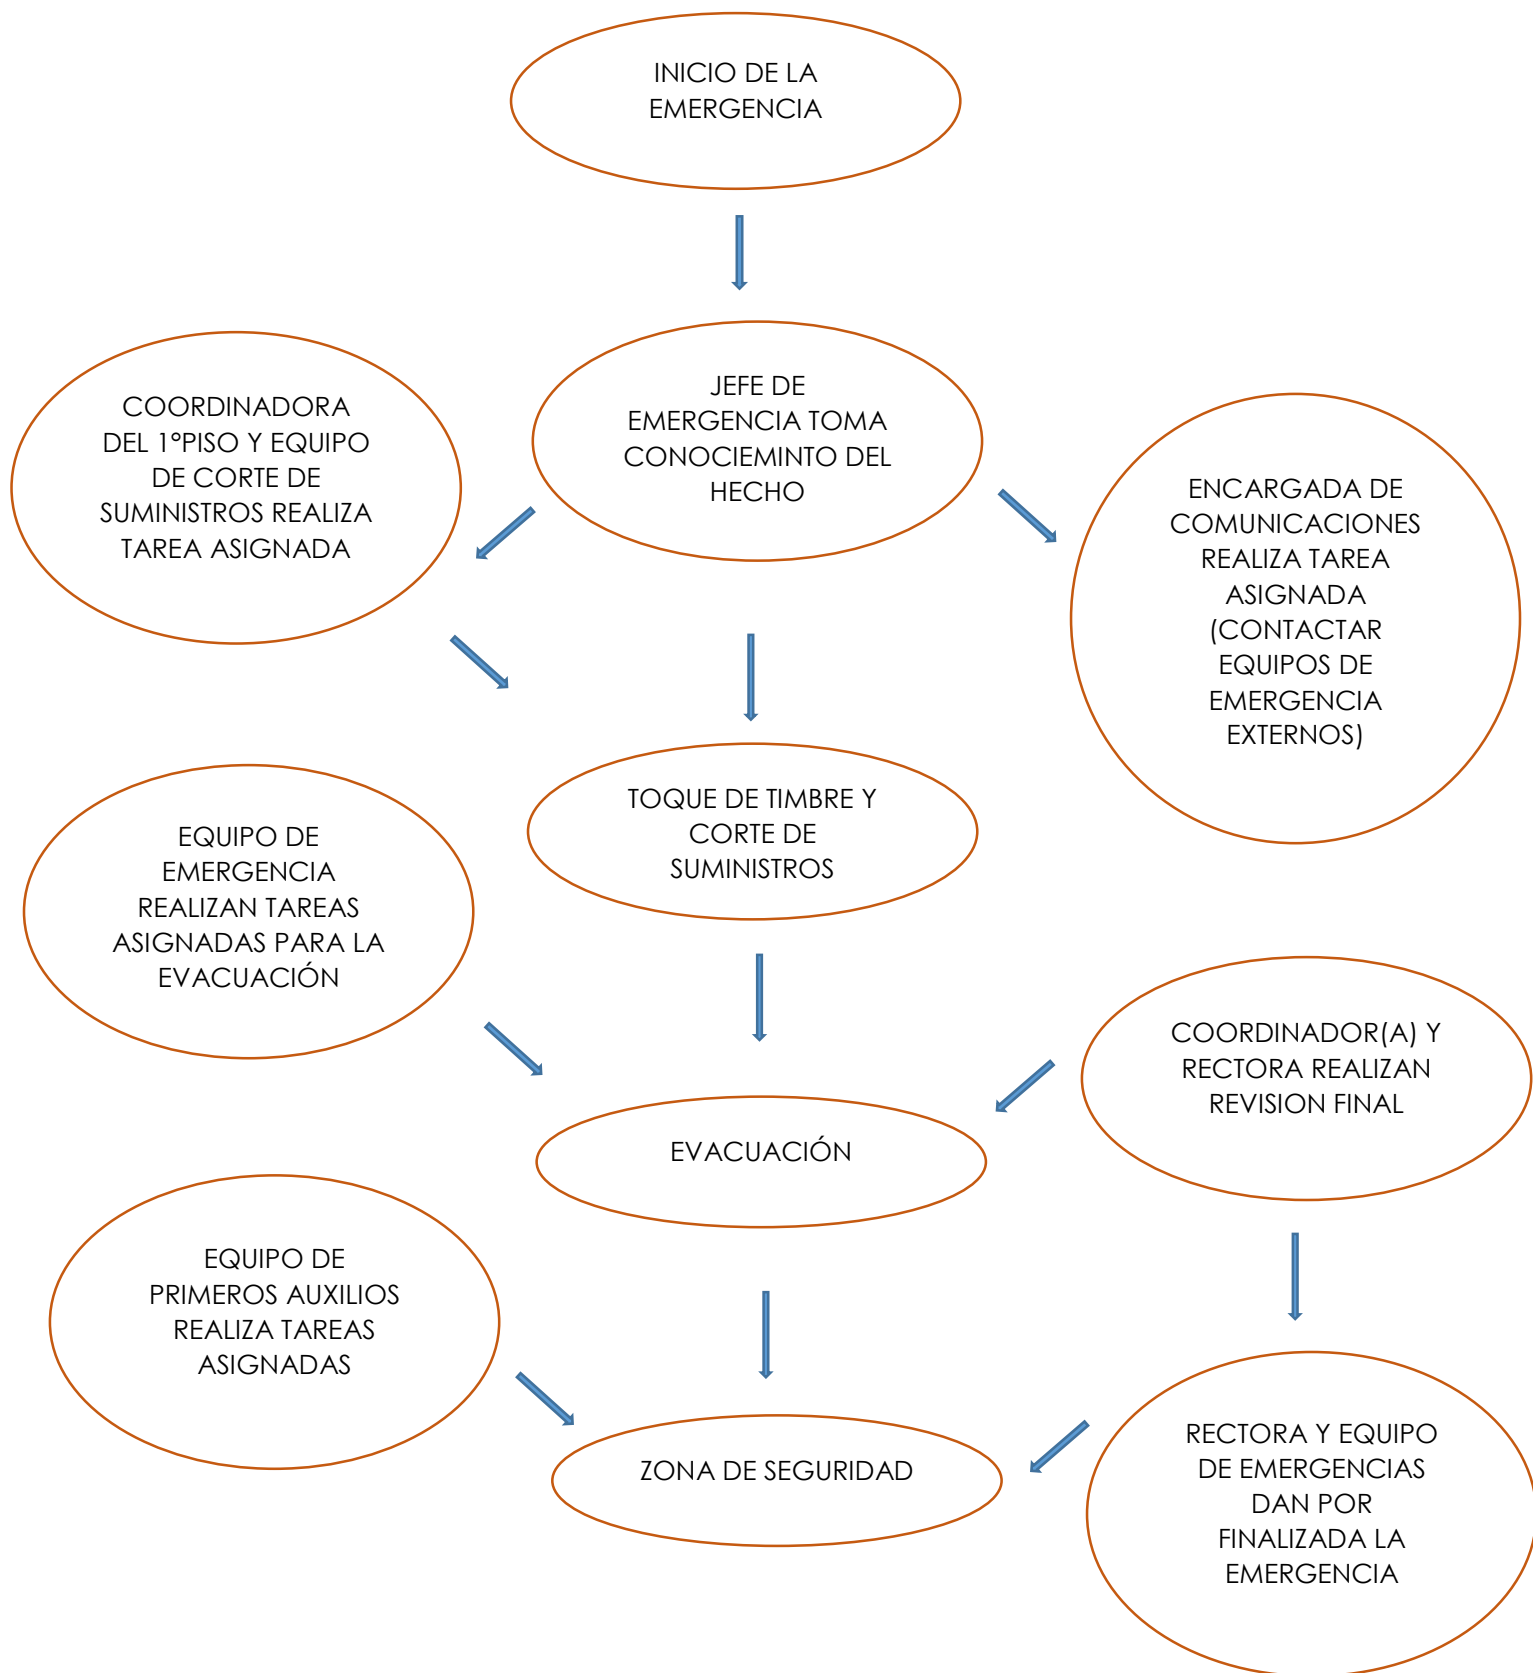 INICIO DE LA
EMERGENCIA
JEFE DE
EMERGENCIA TOMA
CONOCIEMINTO DEL
HECHO
COORDINADORA
DEL 1°PISO Y EQUIPO
DE CORTE DE
SUMINISTROS REALIZA
TAREA ASIGNADA
ENCARGADA DE
COMUNICACIONES
REALIZA TAREA
ASIGNADA
(CONTACTAR
EQUIPOS DE
EMERGENCIA
EXTERNOS)
TOQUE DE TIMBRE Y
CORTE DE
SUMINISTROS
EQUIPO DE
EMERGENCIA
REALIZAN TAREAS
ASIGNADAS PARA LA
EVACUACIÓN
COORDINADOR(A) Y
RECTORA REALIZAN
REVISION FINAL
EVACUACIÓN
EQUIPO DE
PRIMEROS AUXILIOS
REALIZA TAREAS
ASIGNADAS
ZONA DE SEGURIDAD
RECTORA Y EQUIPO
DE EMERGENCIAS
DAN POR
FINALIZADA LA
EMERGENCIA